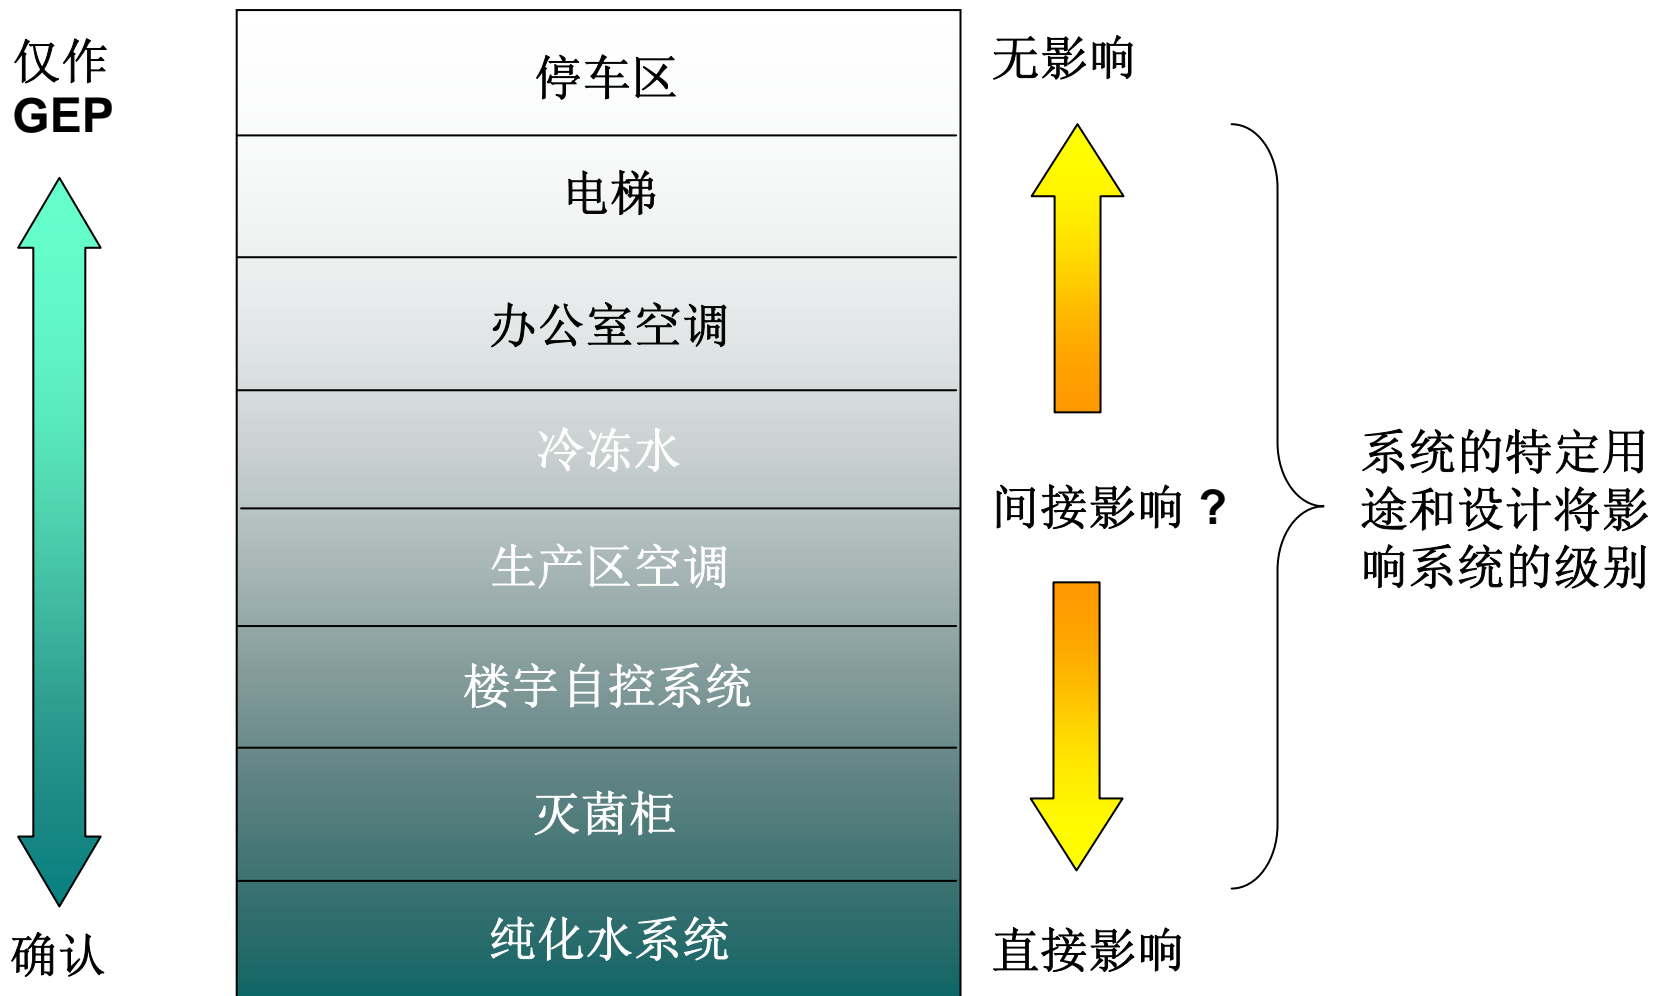 仅作
GEP
确认
停车区
电梯
办公室空调
冷冻水
生产区空调
楼宇自控系统
灭菌柜
纯化水系统
无影响
间接影响 ?
直接影响
系统的特定用
途和设计将影
响系统的级别